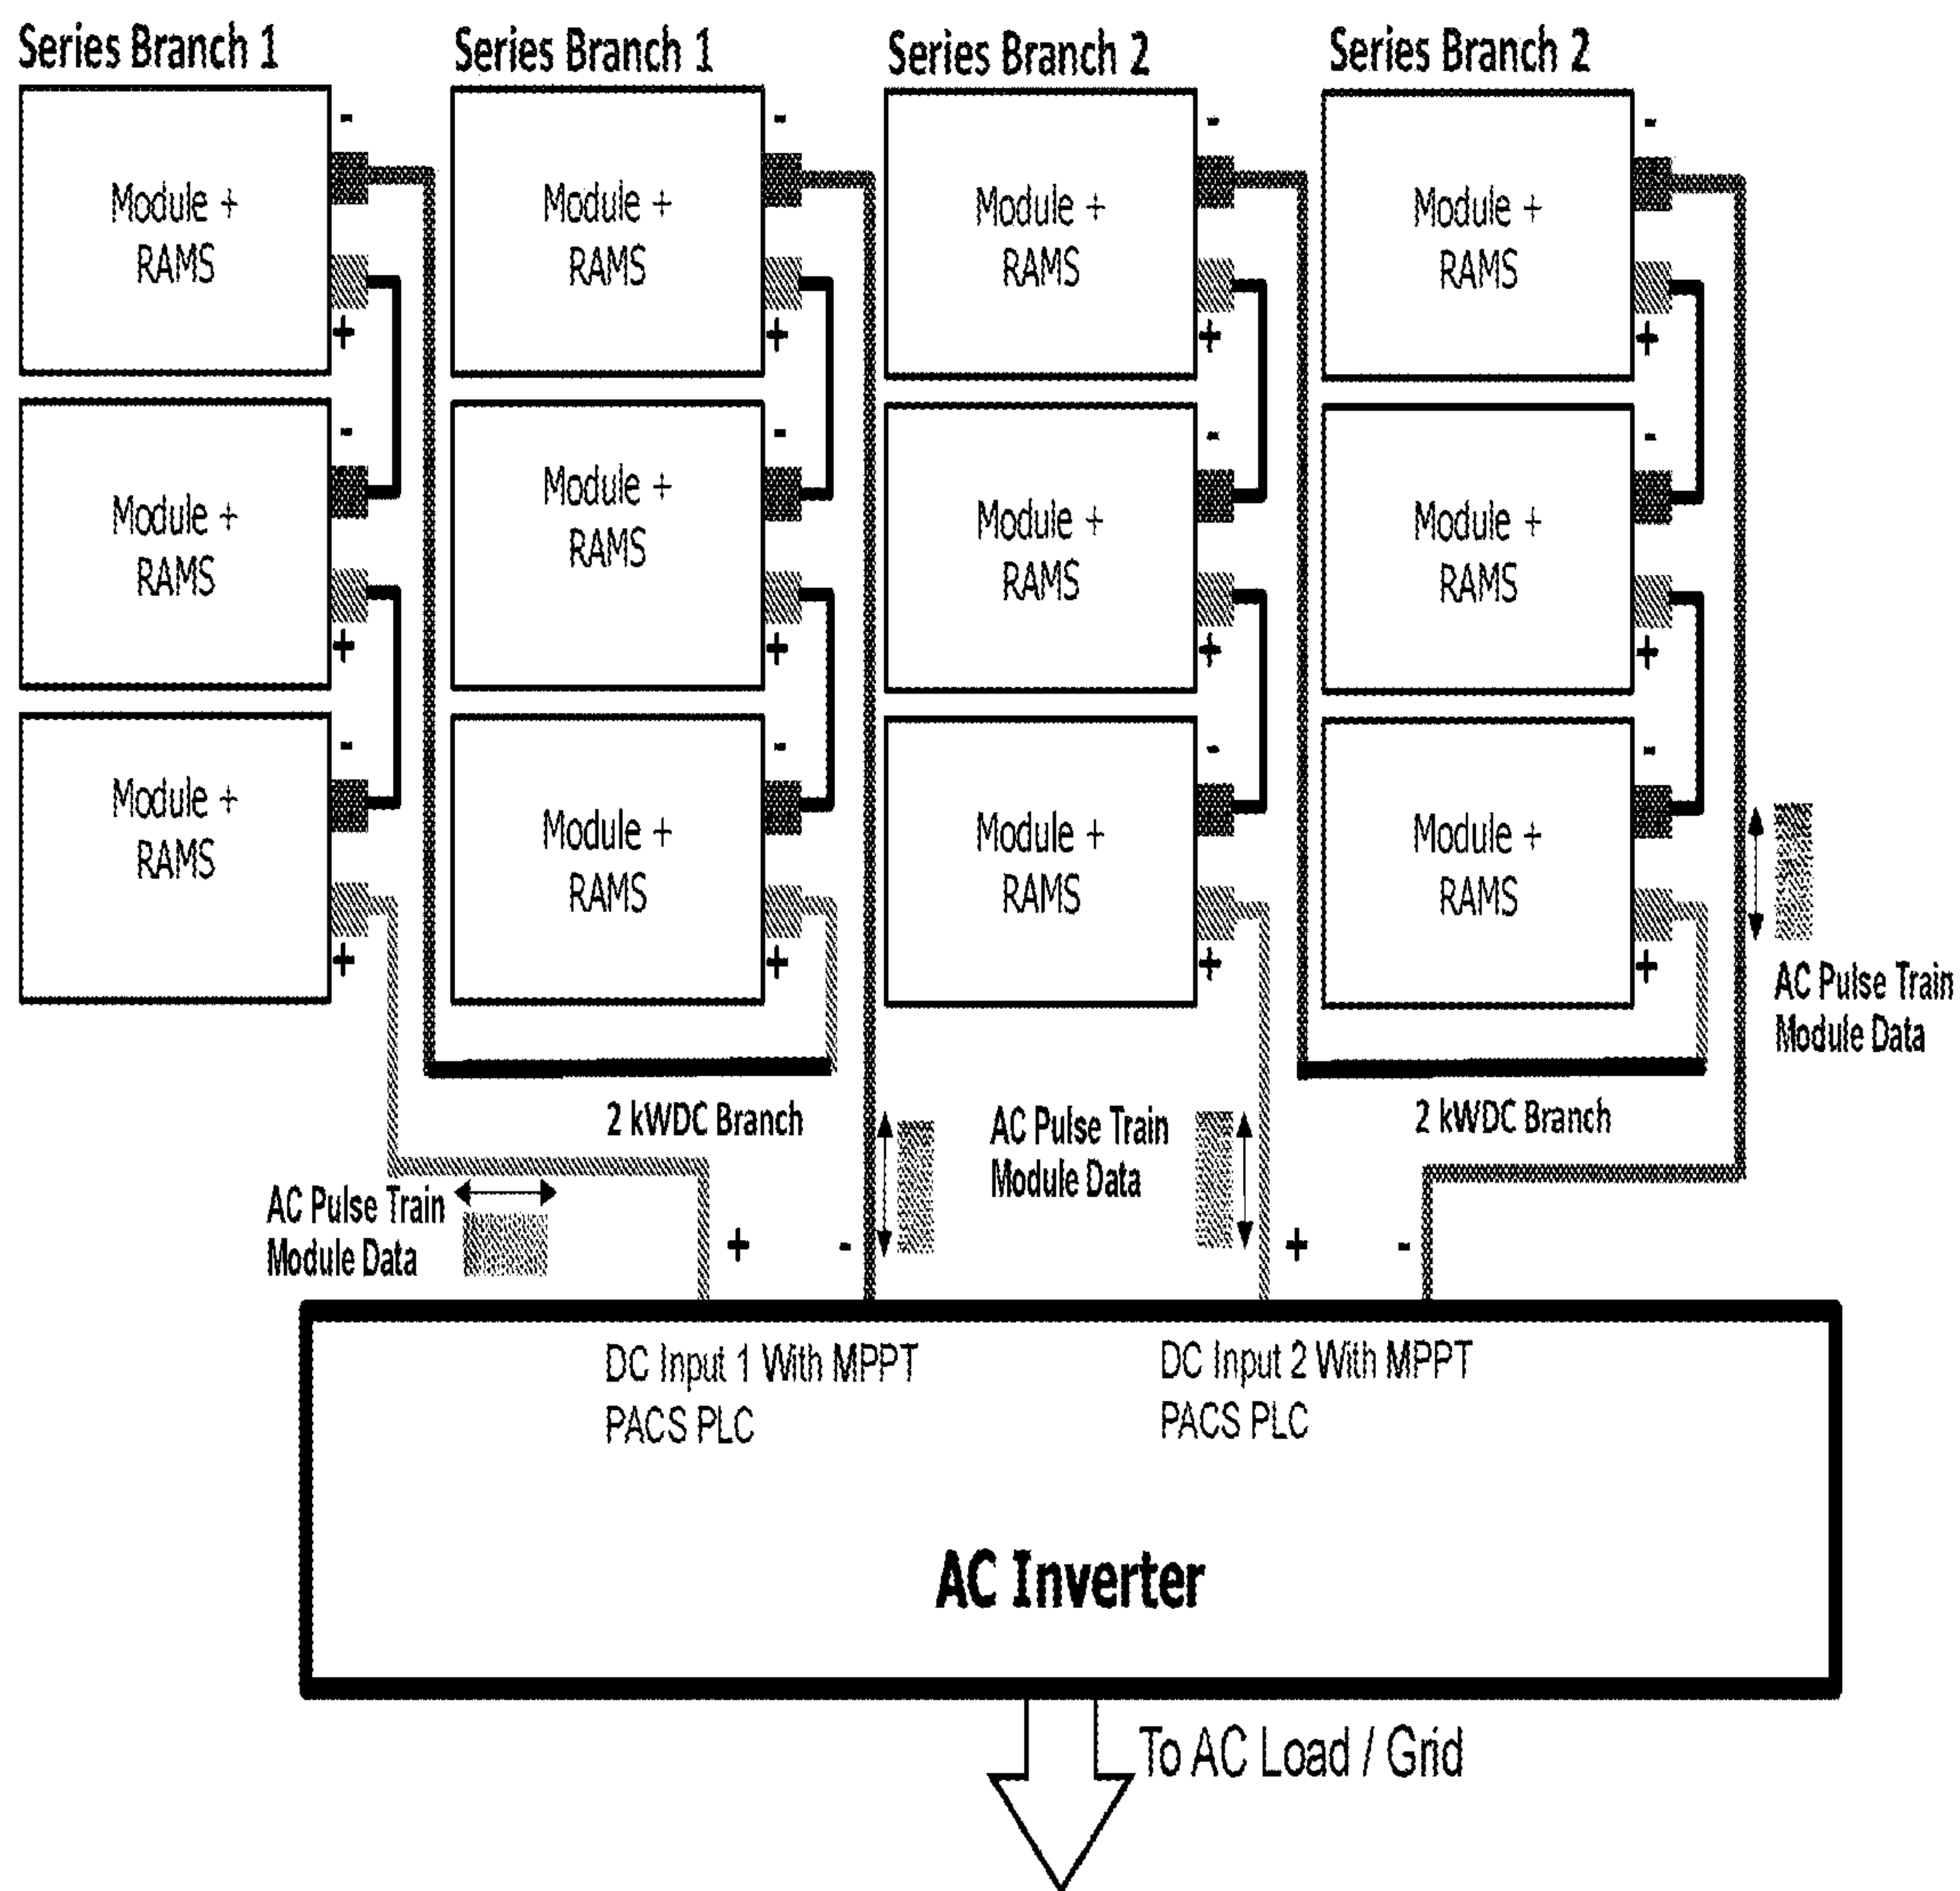 Series Branch 1
Series Branch 1
Series Branch 2
Series Branch 2
-
-
-
-
Module +
RAMS
Module +
RAMS
Module +
RAMS
Module +
RAMS
+
+
+
+
-
-
-
-
Module +
RAMS
Module +
RAMS
Module +
RAMS
Module +
RAMS
+
+
+
+
-
-
-
-
Module +
RAMS
Module +
RAMS
Module +
RAMS
Module +
RAMS
+
+
+
+
AC Pulse Train
Module Data
2 kWDC Branch
AC Pulse Train
Module Data
2 kWDC Branch
AC Pulse Train
Module Data
+
-
+
-
DC Input 1 With MPPT
PACS PLC
DC Input 2 With MPPT
PACS PLC
AC Inverter
To AC Load / Grid